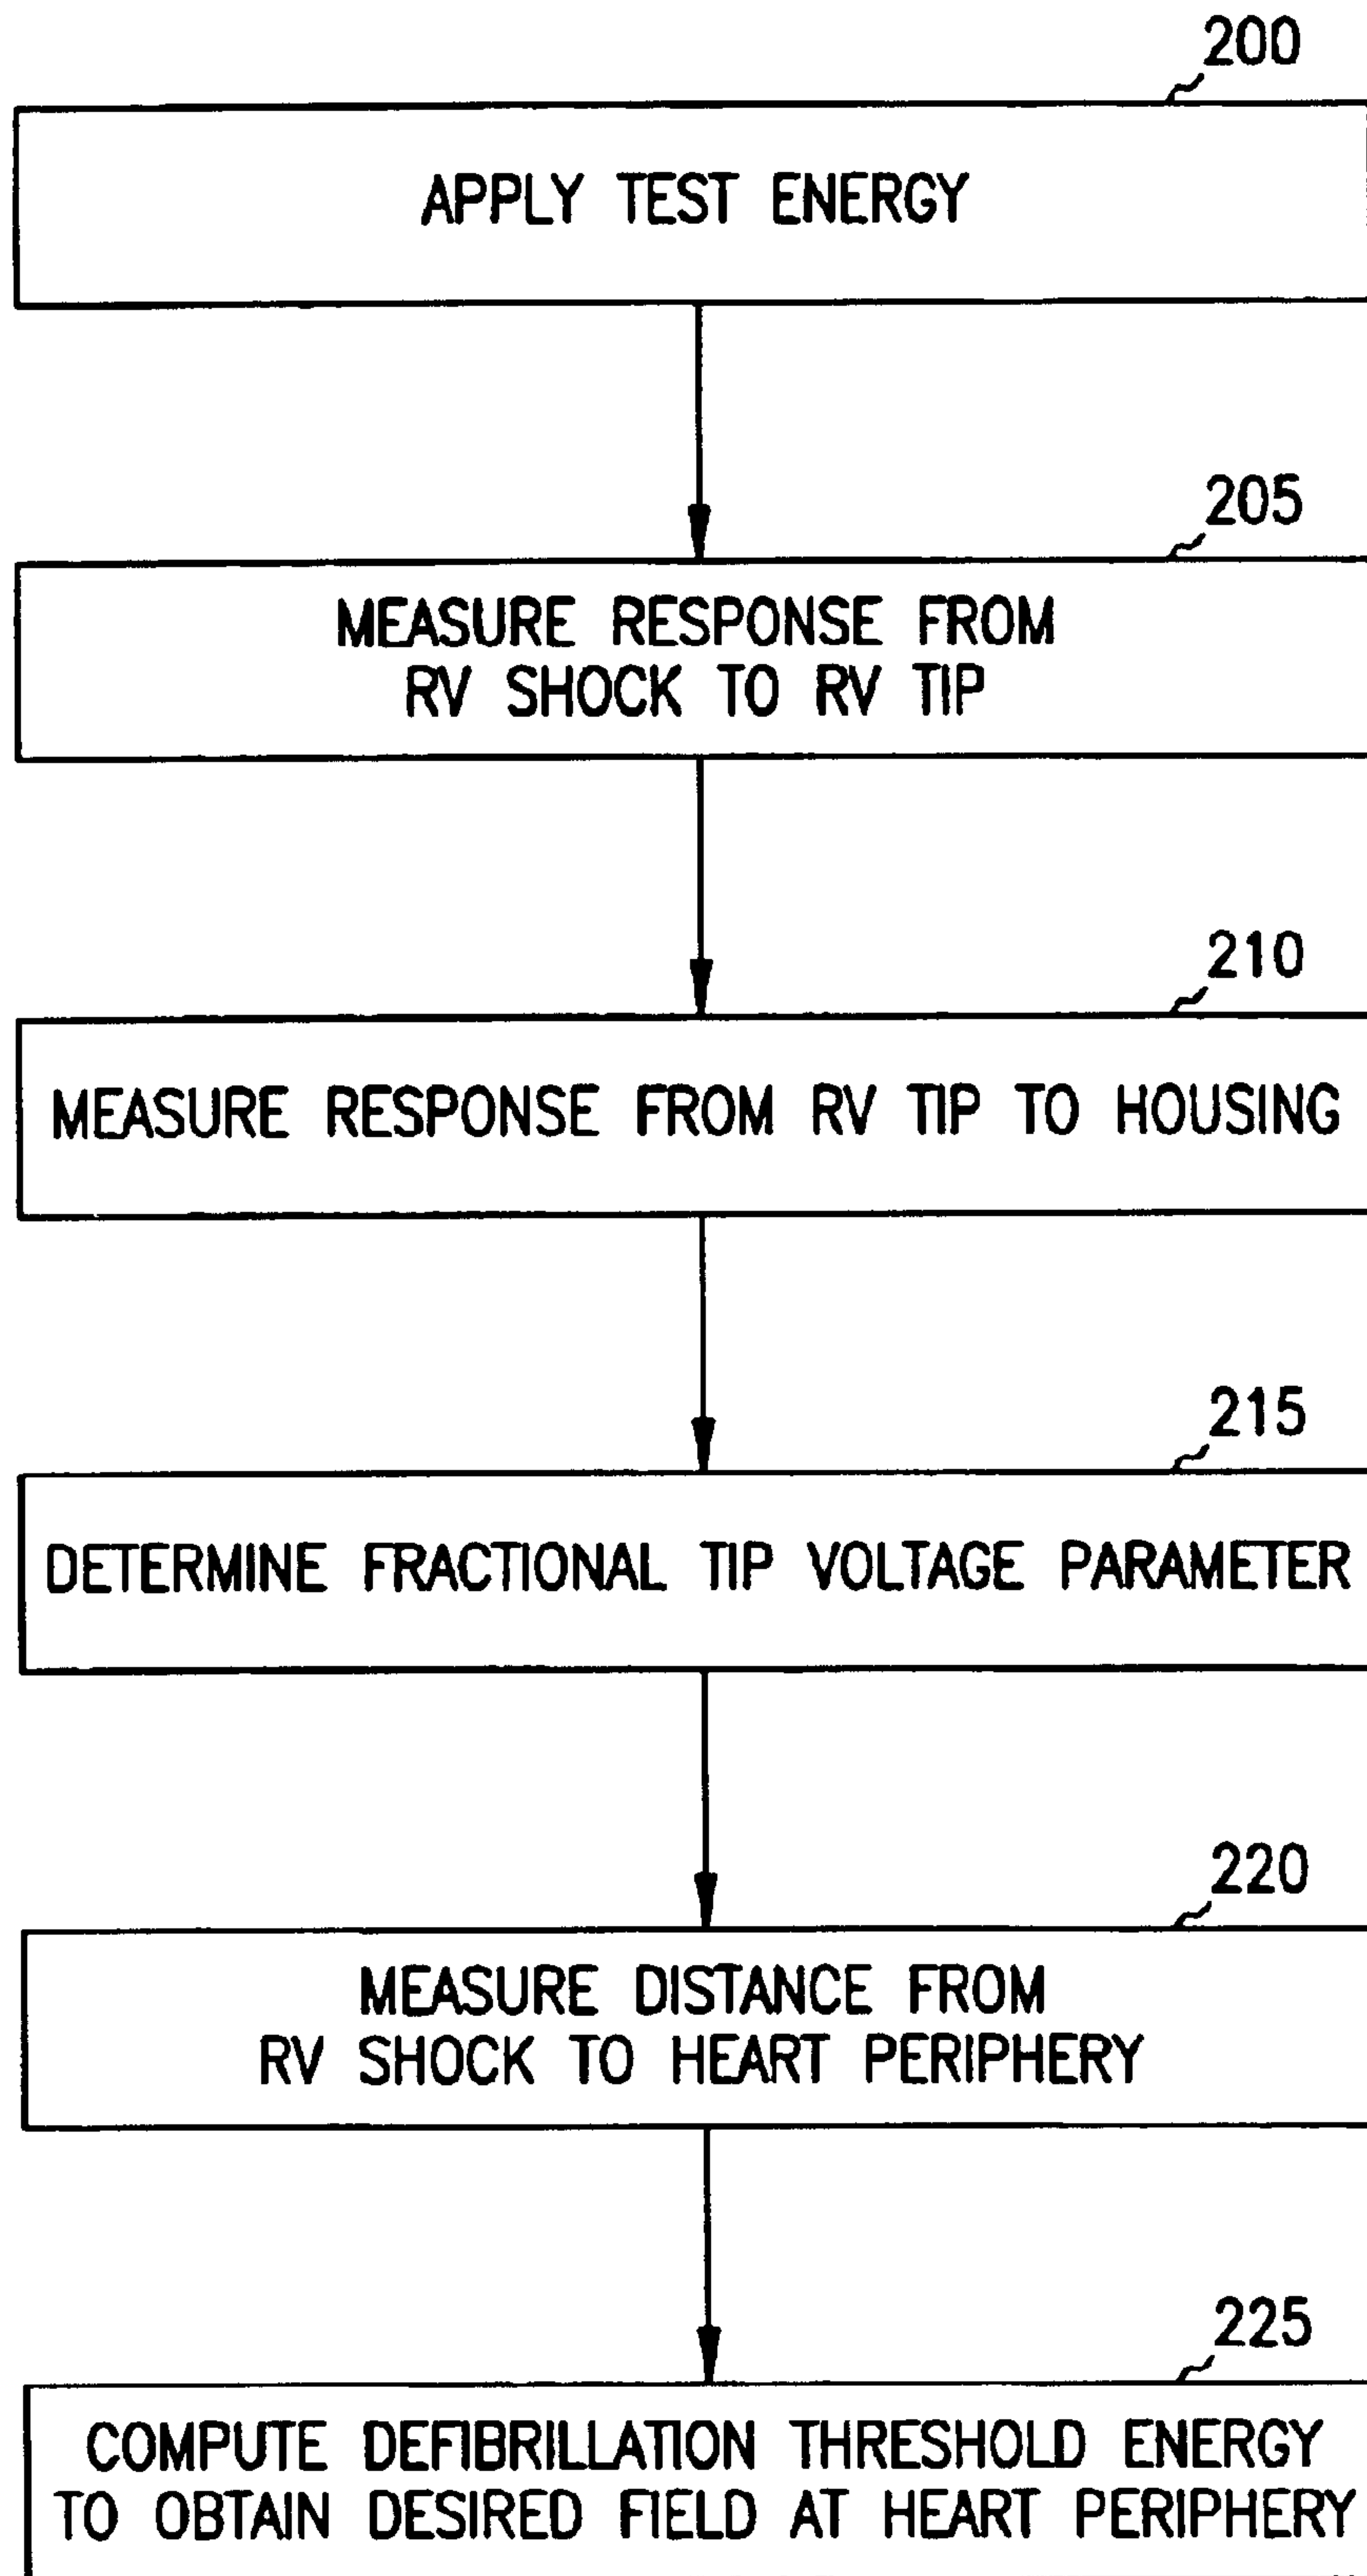 200
APPLY TEST ENERGY
205
MEASURE RESPONSE FROM
RV SHOCK TO RV TIP
210
MEASURE RESPONSE FROM RV TIP TO HOUSING
215
DETERMINE FRACTIONAL TIP VOLTAGE PARAMETER
220
MEASURE DISTANCE FROM
RV SHOCK TO HEART PERIPHERY
225
COMPUTE DEFIBRILLATION THRESHOLD ENERGY
TO OBTAIN DESIRED FIELD AT HEART PERIPHERY